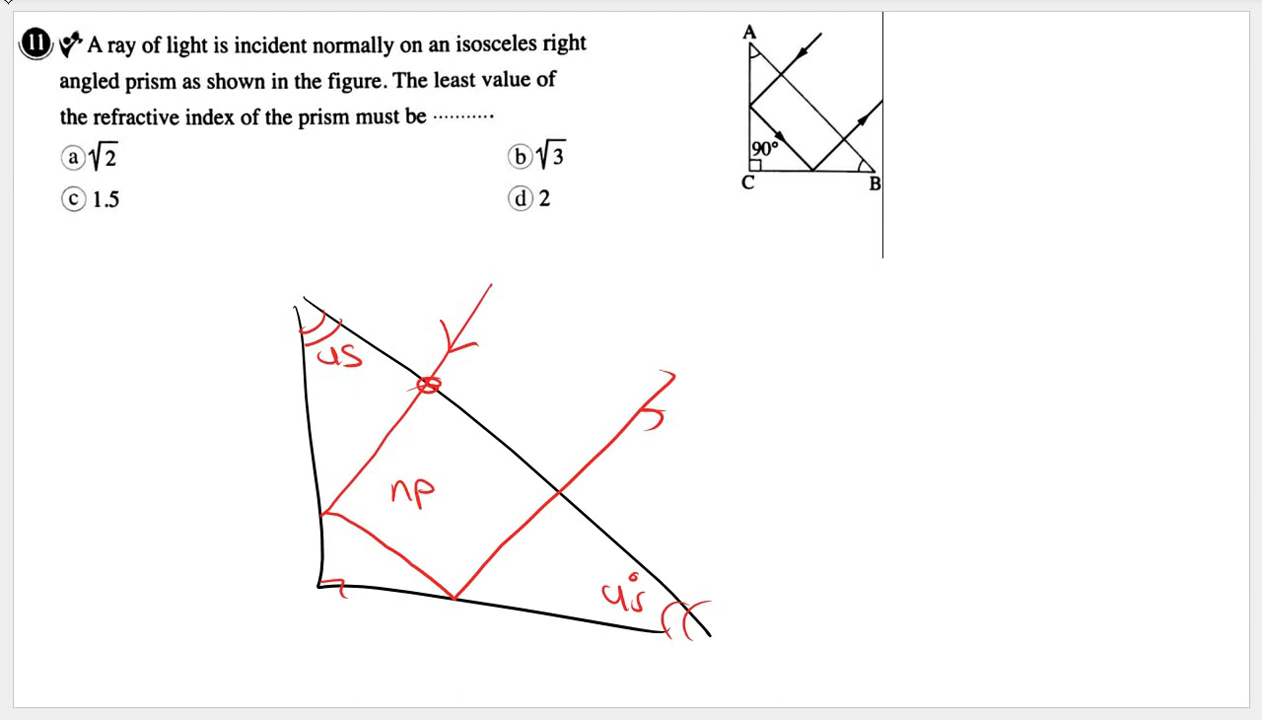 11 A ray of light is incident normally on an isosceles right
angled prism as shown in the figure. The least value of
the refractive index of the prism must be ...........
a √2
b √3
c 1.5
d 2
A
90°
C
B
45
np
45°